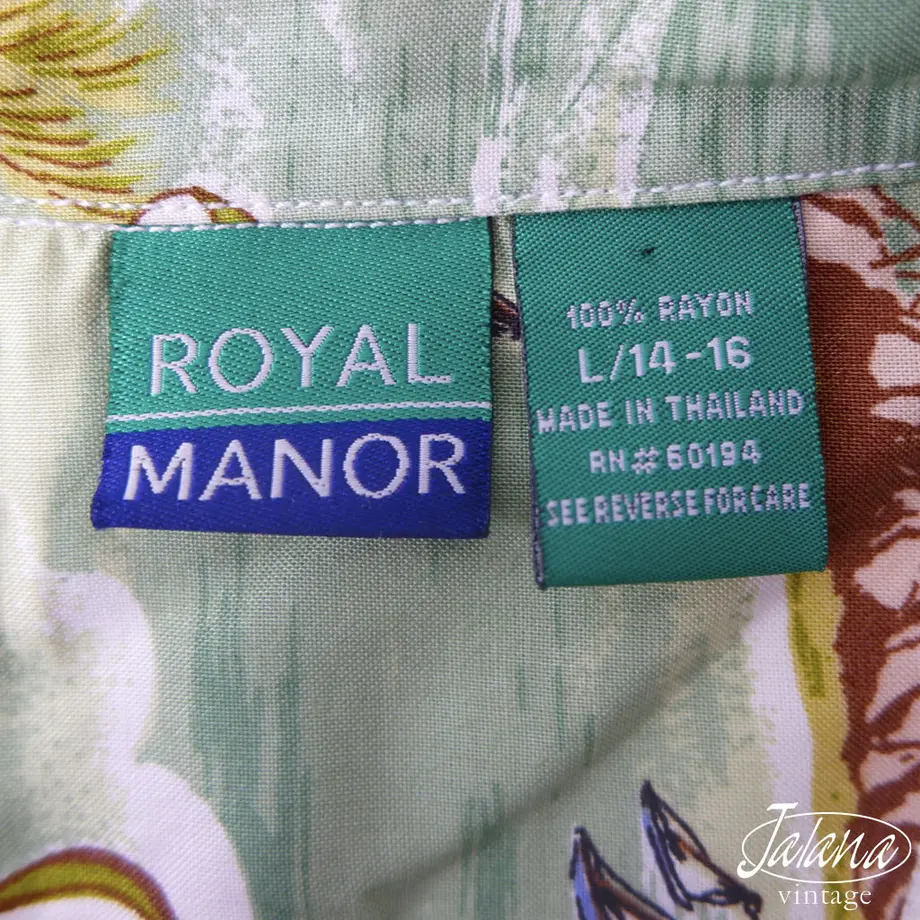 ROYAL
MANOR
100% RAYON
L/14-16
MADE IN THAILAND
RN#60194
SEE REVERSE FOR CARE
Jalana
vintage